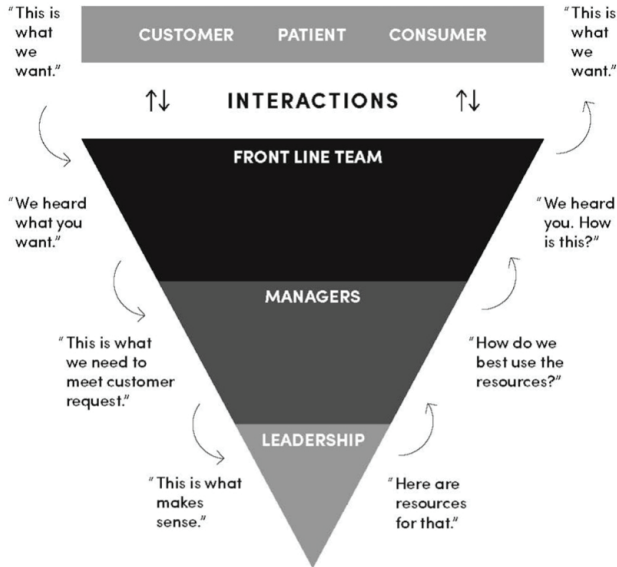 "This is
what
we
want."
CUSTOMER PATIENT CONSUMER
"This is
what
we
want."
↑↓ INTERACTIONS ↑↓
FRONT LINE TEAM
"We heard
what you
want."
"We heard
you. How
is this?"
MANAGERS
"This is what
we need to
meet customer
request."
"How do we
best use the
resources?"
LEADERSHIP
"This is what
makes
sense."
"Here are
resources
for that."